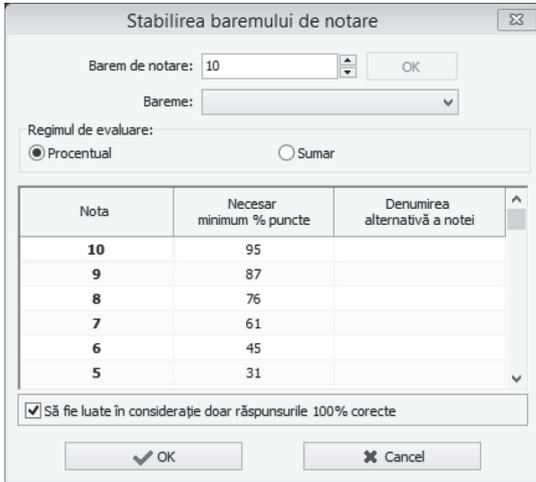 Stabilirea baremului de notare
Barem de notare: 10 OK
Bareme:
Regimul de evaluare:
Procentual Sumar
Nota Necesar minimum % puncte Denumirea alternativă a notei
10 95
9 87
8 76
7 61
6 45
5 31
Să fie luate în considerație doar răspunsurile 100% corecte
OK Cancel